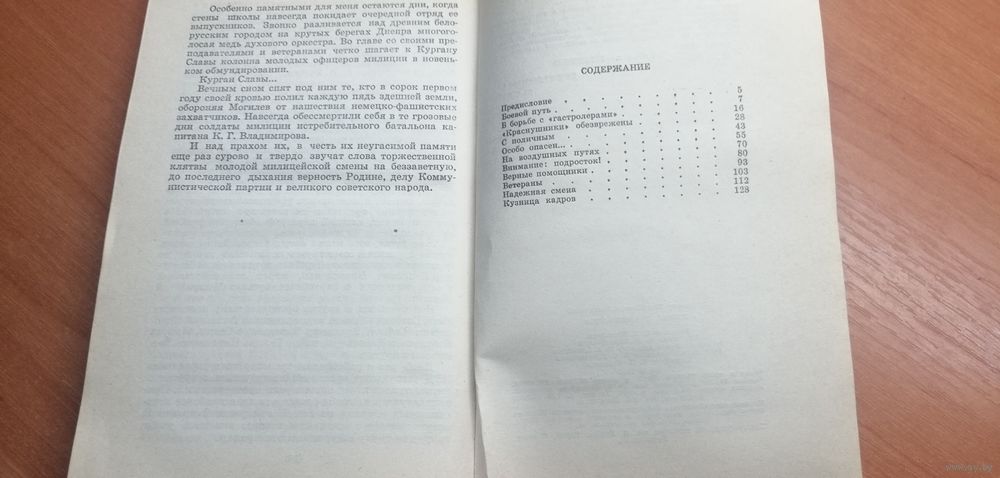 Особенно памятными для меня остаются дни, когда
стены школы навсегда покидает очередной отряд ее
выпускников. Звонко разливается над древним бело-
русским городом на крутых берегах Днепра многого-
лосая медь духового оркестра. Во главе со своими пре-
подавателями и ветеранами четко шагает к Кургану
Славы колонна молодых офицеров милиции в новень-
ком обмундировании.
Курган Славы...
Вечным сном спят под ним те, кто в сорок первом
году своей кровью полил каждую пядь здешней земли,
обороняя Могилев от нашествия немецко-фашистских
захватчиков. Навсегда обессмертили себя в те грозовые
дни солдаты милиции истребительного батальона ка-
питана К. Г. Владимирова.
И над прахом их, в честь их неугасимой памяти
еще раз сурово и твердо звучат слова торжественной
клятвы молодой милицейской смены на беззаветную,
до последнего дыхания верность Родине, делу Комму-
нистической партии и великого советского народа.
СОДЕРЖАНИЕ
Предисловие 5
Боевой путь 7
В борьбе с «гастролерами» 16
«Краснушники» обезврежены 28
С поличным 43
Особо опасен... 55
На воздушных путях 70
Внимание: подросток! 80
Верные помощники 93
Ветераны 103
Надежная смена 112
Кузница кадров 128